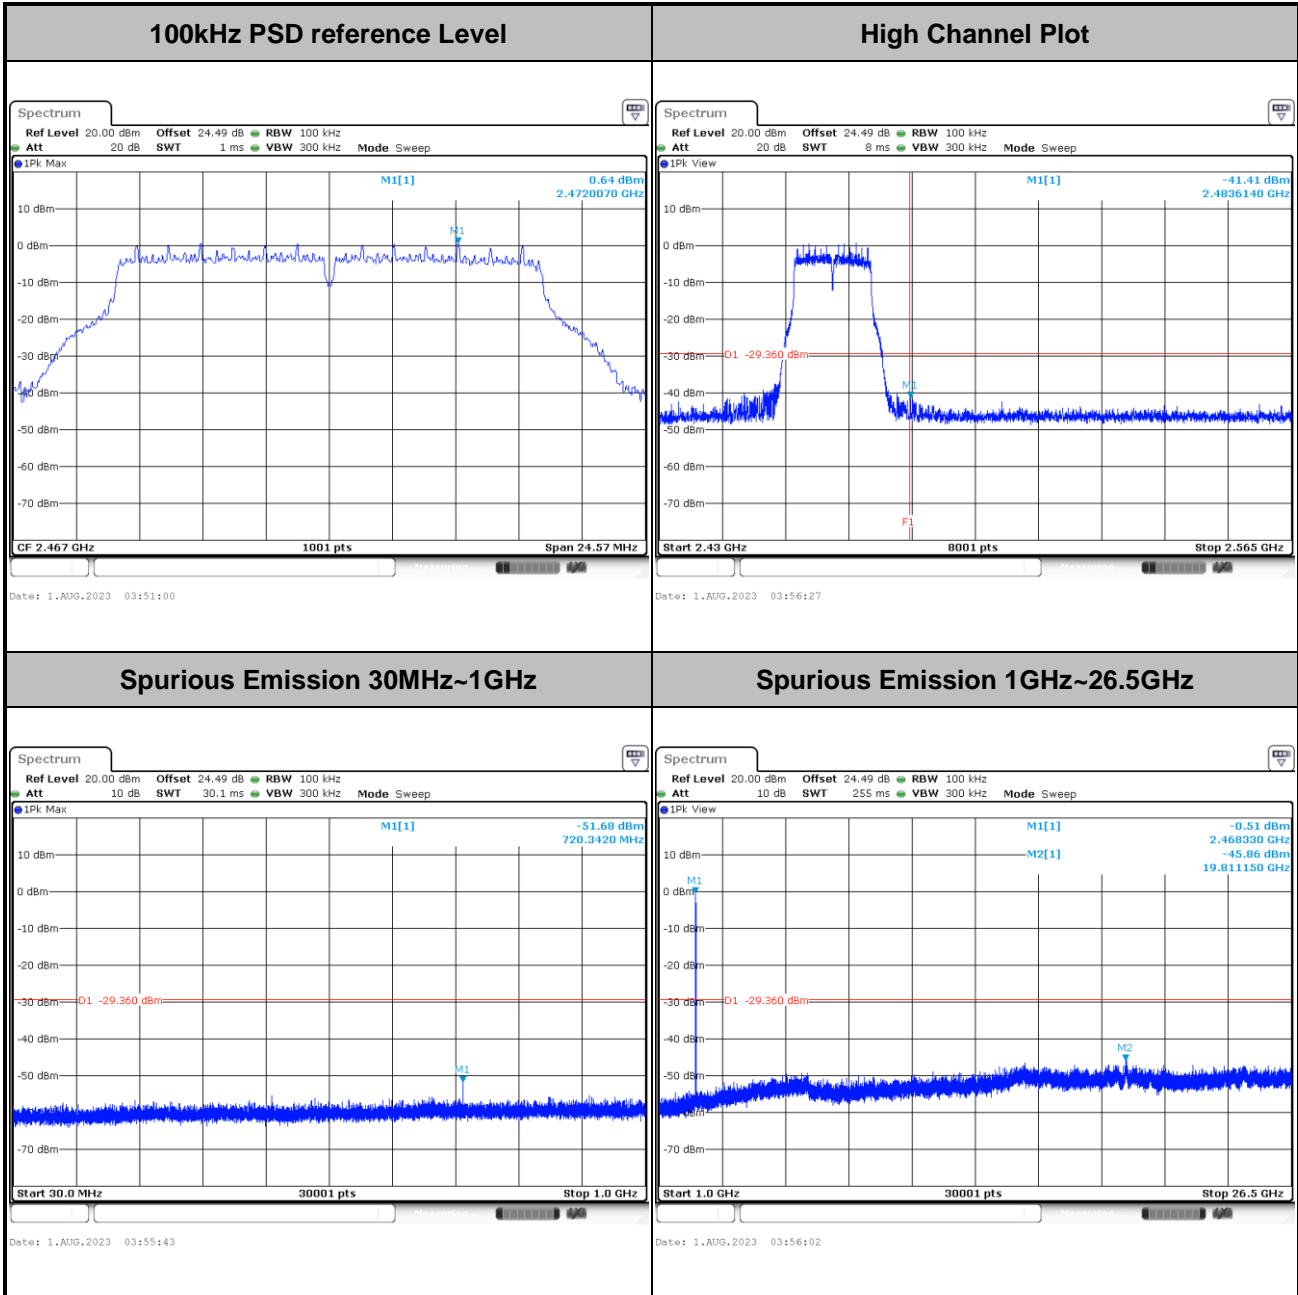 100kHz PSD reference Level
High Channel Plot
Spectrum
Ref Level 20.00 dBm Offset 24.49 dB RBW 100 kHz
Att 20 dB SWT 1 ms VBW 300 kHz Mode Sweep
1Pk Max
M1[1] 0.64 dBm
2.4720070 GHz
10 dBm
M1
0 dBm
-10 dBm
-20 dBm
-30 dBm
-40 dBm
-50 dBm
-60 dBm
-70 dBm
CF 2.467 GHz 1001 pts Span 24.57 MHz
Measuring...
Date: 1.AUG.2023 03:51:00
Spectrum
Ref Level 20.00 dBm Offset 24.49 dB RBW 100 kHz
Att 20 dB SWT 8 ms VBW 300 kHz Mode Sweep
1Pk View
M1[1] -41.41 dBm
2.4836140 GHz
10 dBm
0 dBm
-10 dBm
-20 dBm
-30 dBm D1 -29.360 dBm
M1
-40 dBm
-50 dBm
-60 dBm
-70 dBm
F1
Start 2.43 GHz 8001 pts Stop 2.565 GHz
Measuring...
Date: 1.AUG.2023 03:56:27
Spurious Emission 30MHz~1GHz
Spurious Emission 1GHz~26.5GHz
Spectrum
Ref Level 20.00 dBm Offset 24.49 dB RBW 100 kHz
Att 10 dB SWT 30.1 ms VBW 300 kHz Mode Sweep
1Pk Max
M1[1] -51.68 dBm
720.3420 MHz
10 dBm
0 dBm
-10 dBm
-20 dBm
-30 dBm D1 -29.360 dBm
-40 dBm
M1
-50 dBm
-60 dBm
-70 dBm
Start 30.0 MHz 30001 pts Stop 1.0 GHz
Measuring...
Date: 1.AUG.2023 03:55:43
Spectrum
Ref Level 20.00 dBm Offset 24.49 dB RBW 100 kHz
Att 10 dB SWT 255 ms VBW 300 kHz Mode Sweep
1Pk View
M1[1] -0.51 dBm
2.468330 GHz
10 dBm M2[1] -45.86 dBm
19.811150 GHz
M1
0 dBm
-10 dBm
-20 dBm
-30 dBm D1 -29.360 dBm
-40 dBm
M2
-50 dBm
-60 dBm
-70 dBm
Start 1.0 GHz 30001 pts Stop 26.5 GHz
Measuring...
Date: 1.AUG.2023 03:56:02